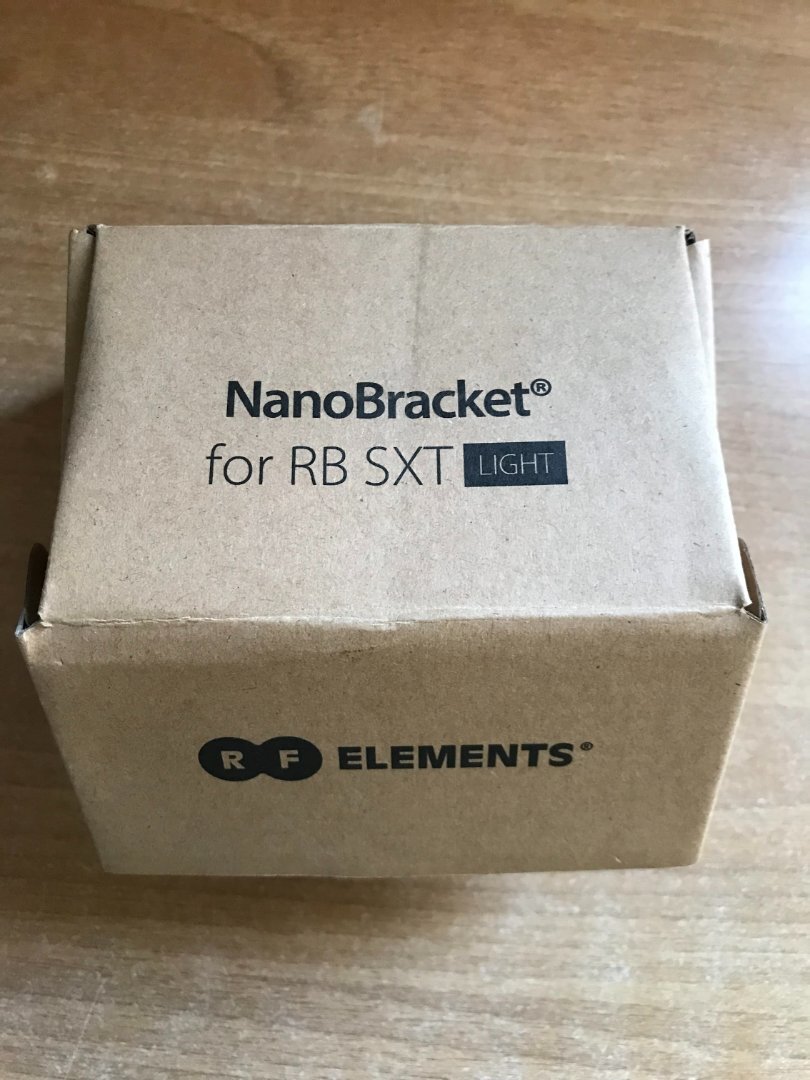 NanoBracket®
for RB SXT LIGHT
RF ELEMENTS®